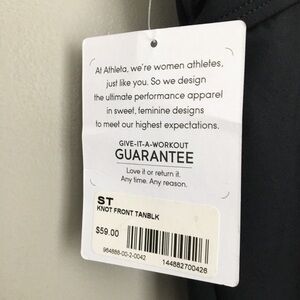 At Athleta, we're women athletes,
just like you. So we design
the ultimate performance apparel
in sweet, feminine designs
to meet our highest expectations.
GIVE-IT-A-WORKOUT
GUARANTEE
Love it or return it.
Any time. Any reason.
ST
KNOT FRONT TANBLK
$59.00
964888-00-2-0042
144882700426